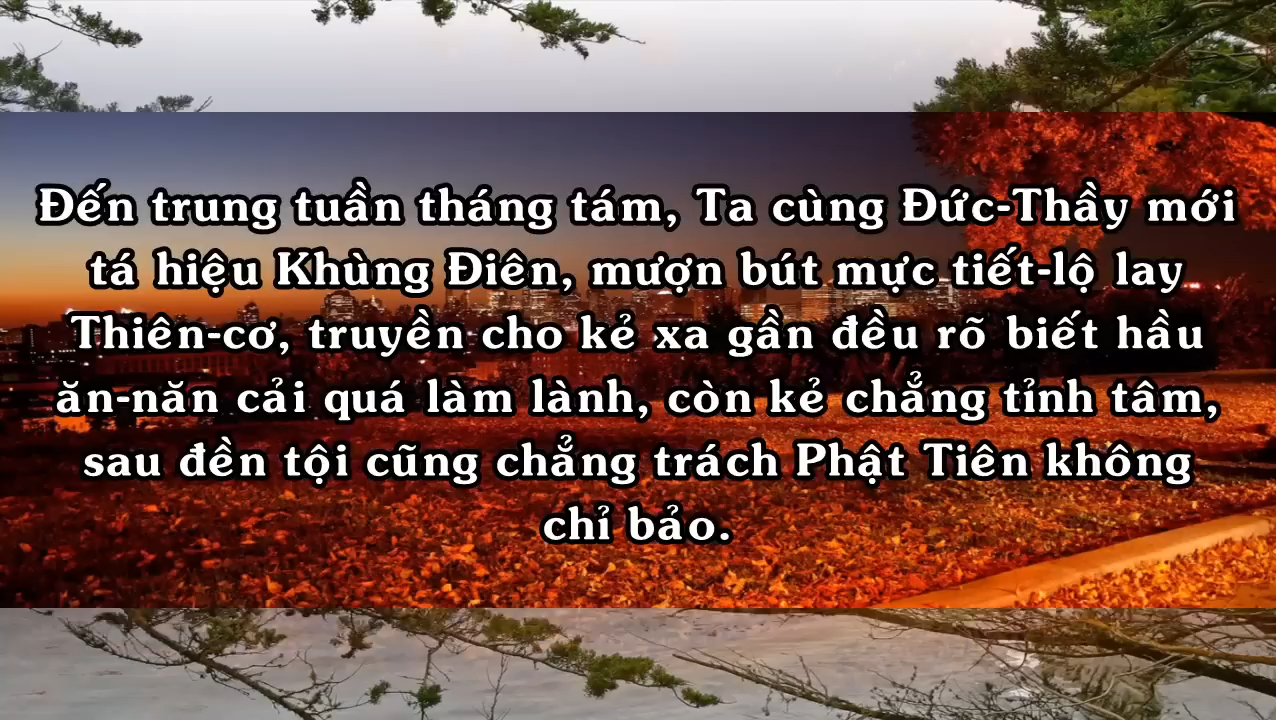 Đến trung tuần tháng tám, Ta cùng Đức-Thầy mới
tá hiệu Khùng Điên, mượn bút mực tiết-lộ lay
Thiên-cơ, truyền cho kẻ xa gần đều rõ biết hầu
ăn-năn cải quá làm lành, còn kẻ chẳng tỉnh tâm,
sau đền tội cũng chẳng trách Phật Tiên không
chỉ bảo.